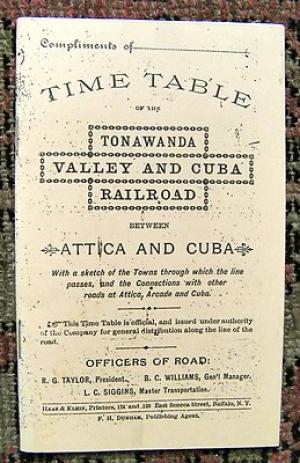 Compliments of
TIME TABLE
OF THE
TONAWANDA
VALLEY AND CUBA
RAILROAD
BETWEEN
ATTICA AND CUBA
With a sketch of the Towns through which the line
passes, and the Connections with other
roads at Attica, Arcade and Cuba.
This Time Table is official, and issued under authority
of the Company for general distribution along the line of the
road.
OFFICERS OF ROAD:
R. G. TAYLOR, President. B. C. WILLIAMS, Gen'l Manager.
L. C. SIGGINS, Master Transportation.
HAAS & KLEIN, Printers, East Seneca Street, Buffalo, N. Y.
F. H. DUNHAM, Publishing Agent.